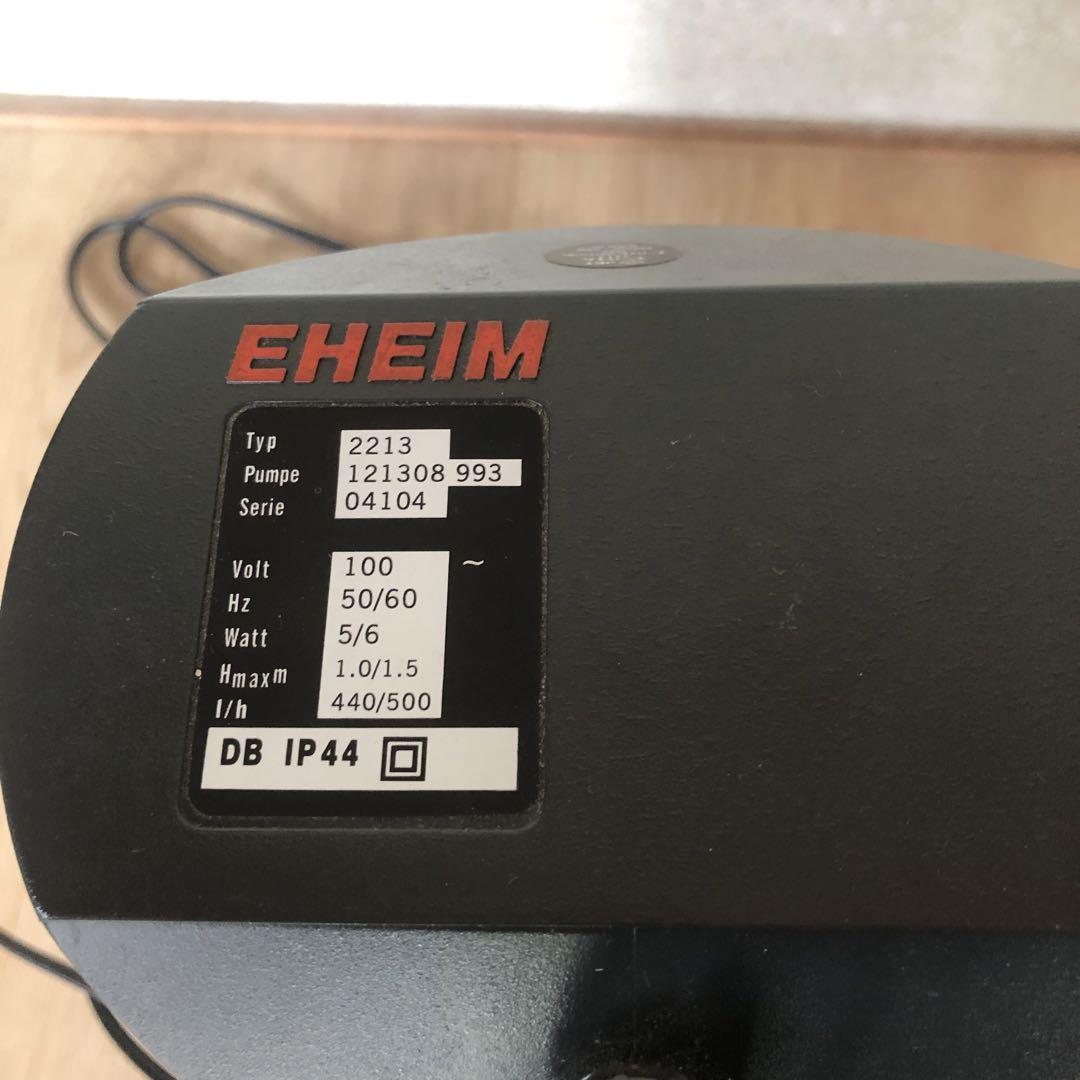 EHEIM
Typ 2213
Pumpe 121308 993
Serie 04104
Volt 100 ~
Hz 50/60
Watt 5/6
Hmaxm 1.0/1.5
l/h 440/500
DB IP44